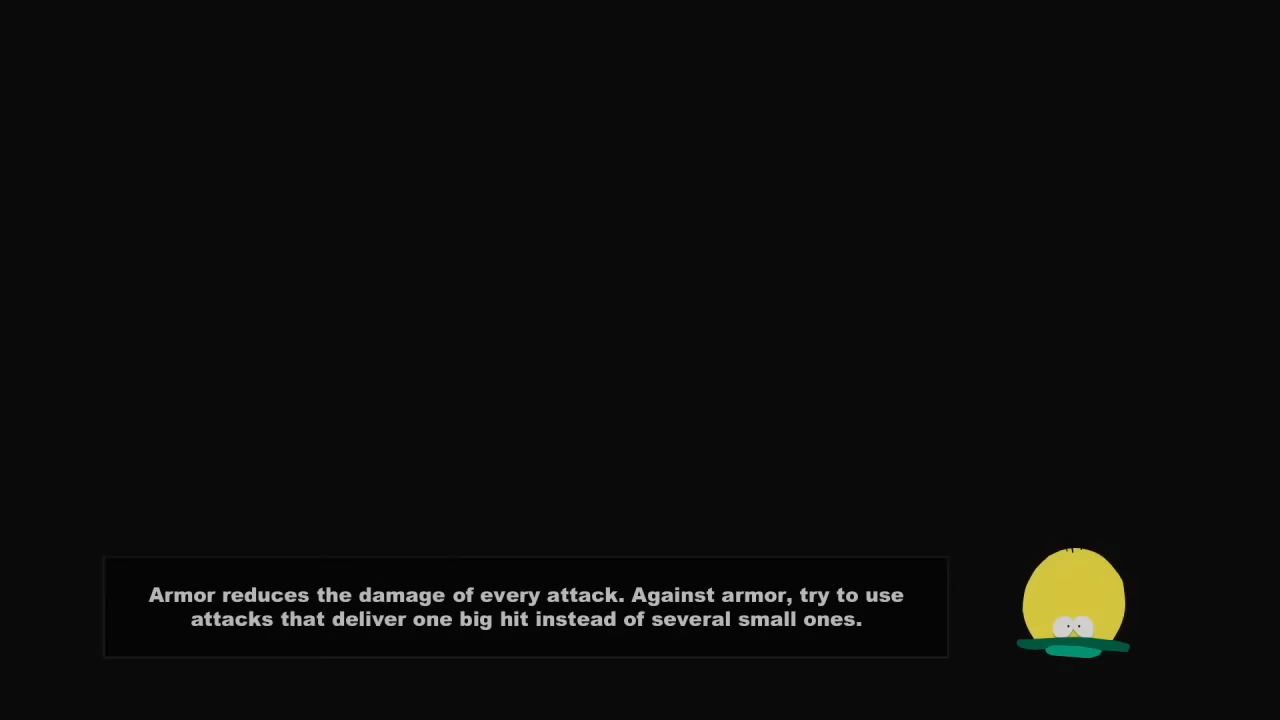 Armor reduces the damage of every attack. Against armor, try to use
attacks that deliver one big hit instead of several small ones.